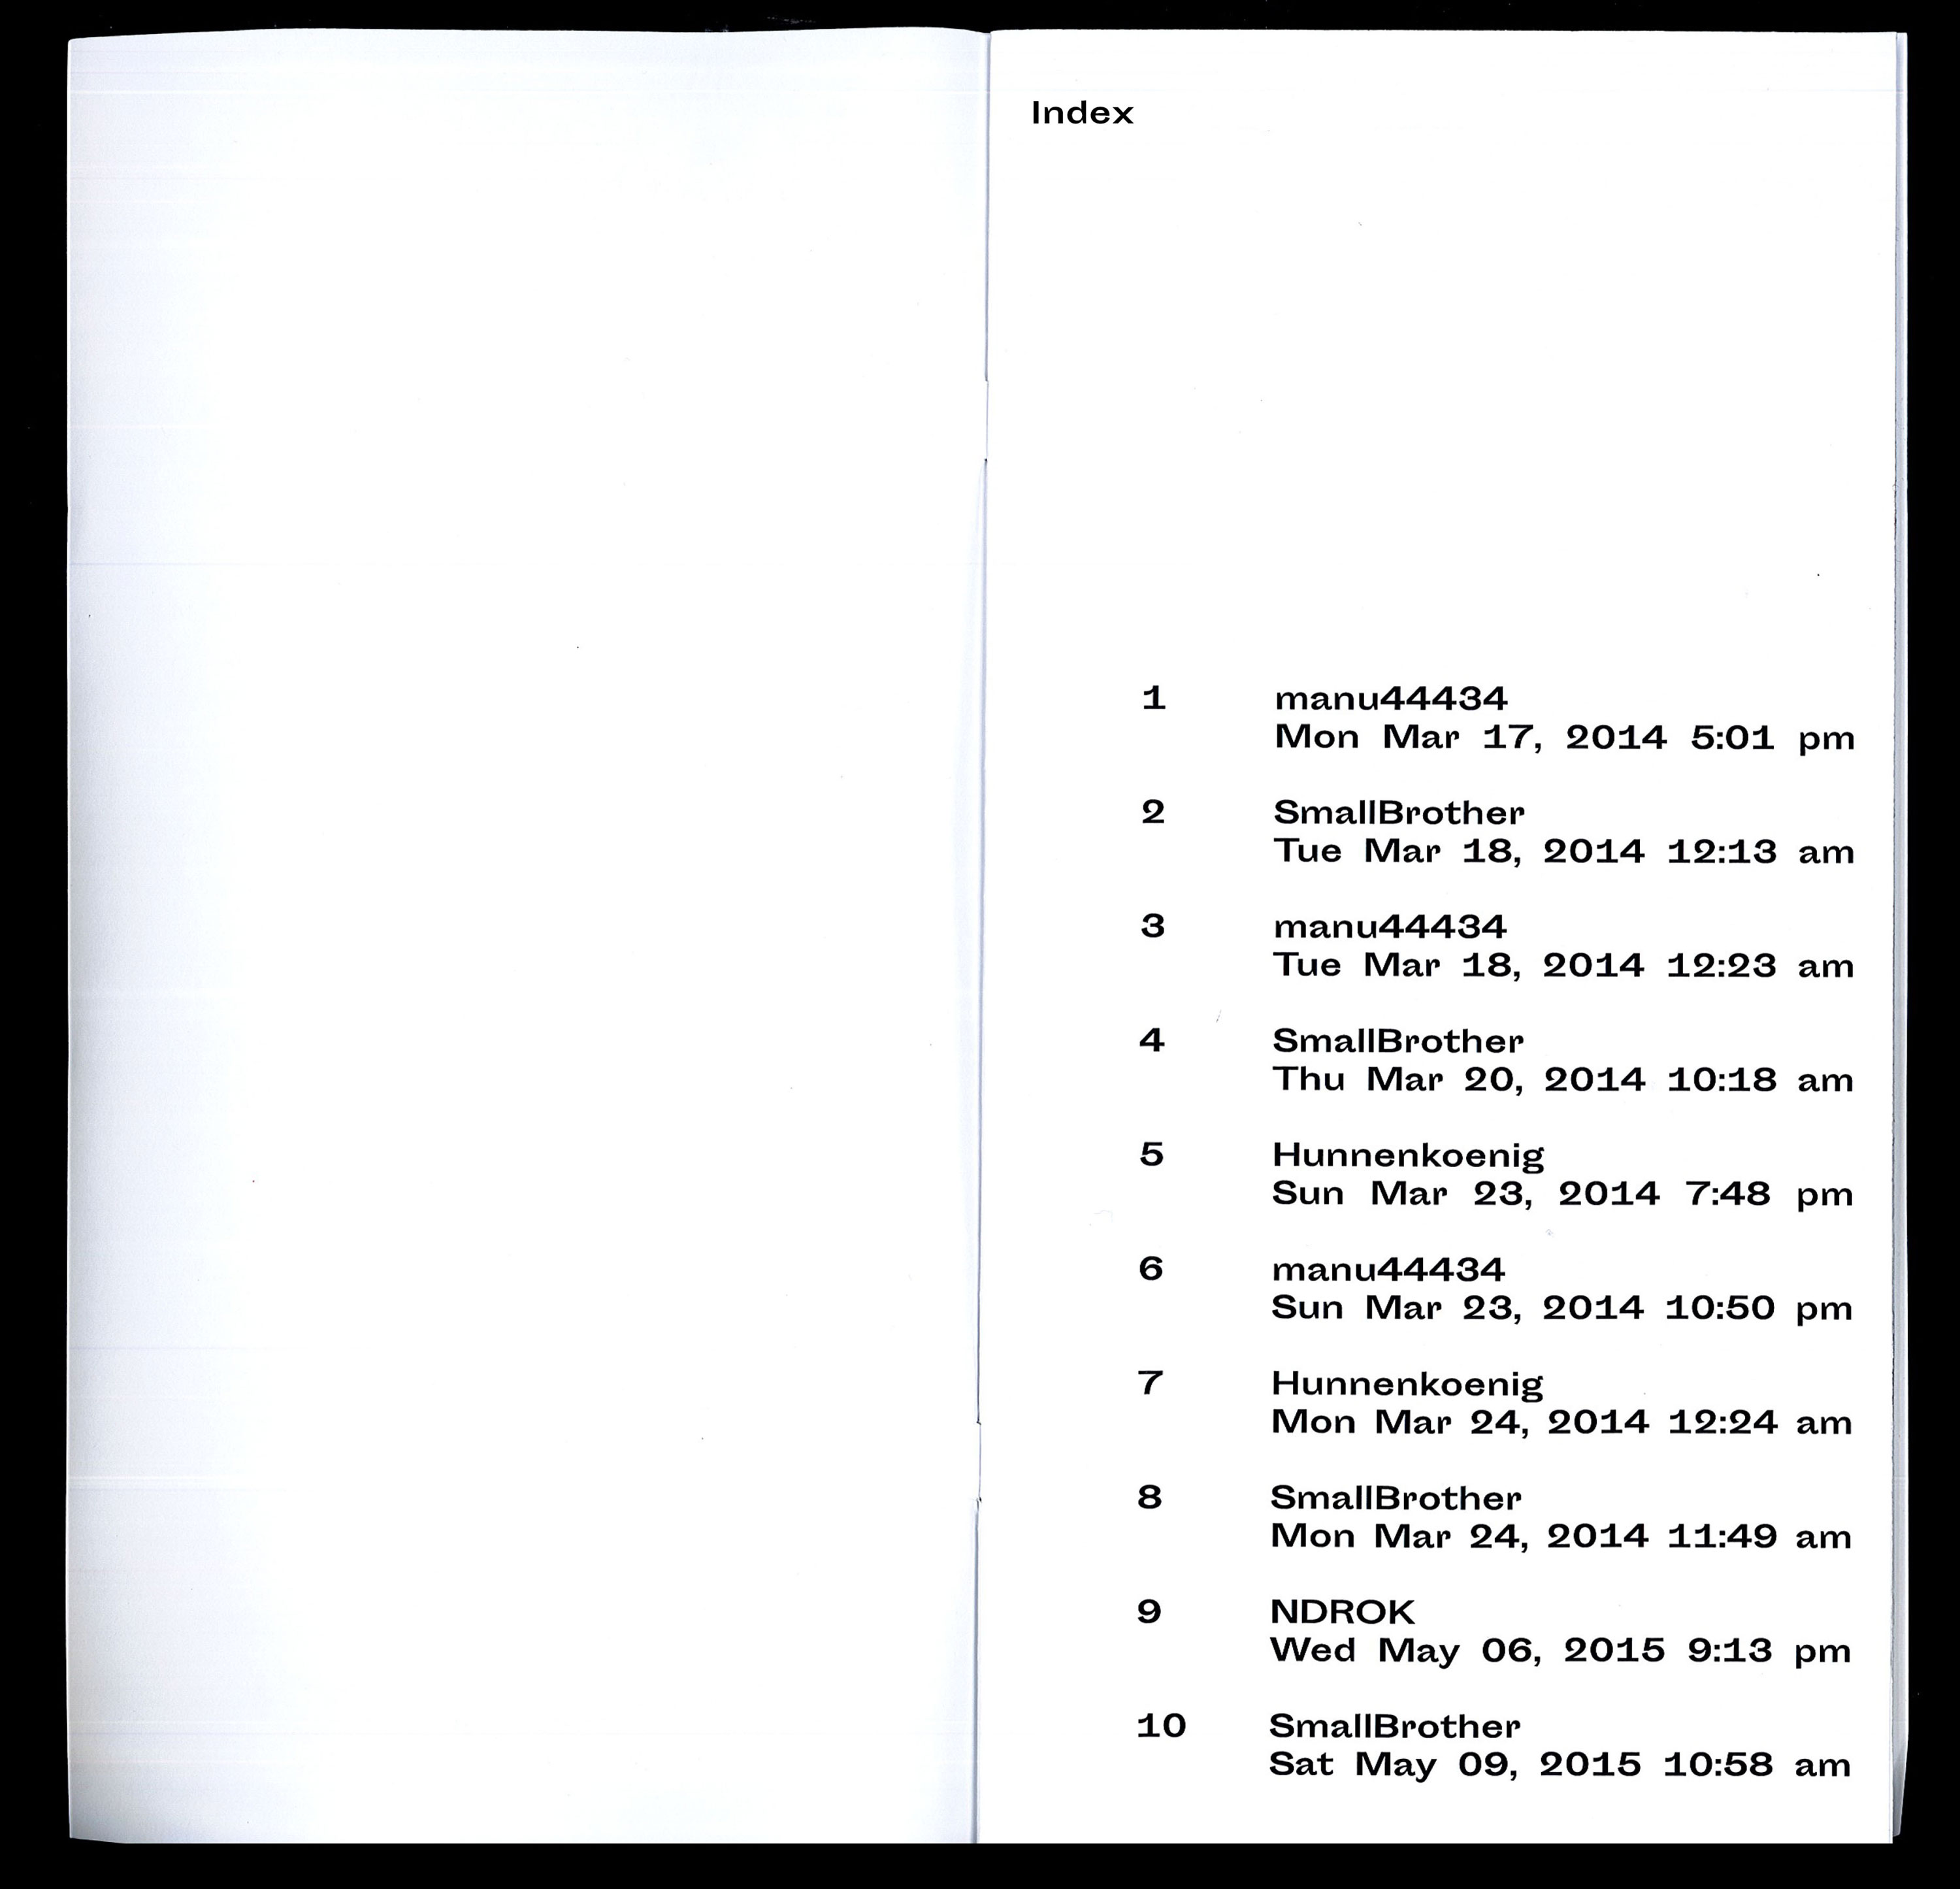 Index
1 manu44434
Mon Mar 17, 2014 5:01 pm
2 SmallBrother
Tue Mar 18, 2014 12:13 am
3 manu44434
Tue Mar 18, 2014 12:23 am
4 SmallBrother
Thu Mar 20, 2014 10:18 am
5 Hunnenkoenig
Sun Mar 23, 2014 7:48 pm
6 manu44434
Sun Mar 23, 2014 10:50 pm
7 Hunnenkoenig
Mon Mar 24, 2014 12:24 am
8 SmallBrother
Mon Mar 24, 2014 11:49 am
9 NDROK
Wed May 06, 2015 9:13 pm
10 SmallBrother
Sat May 09, 2015 10:58 am